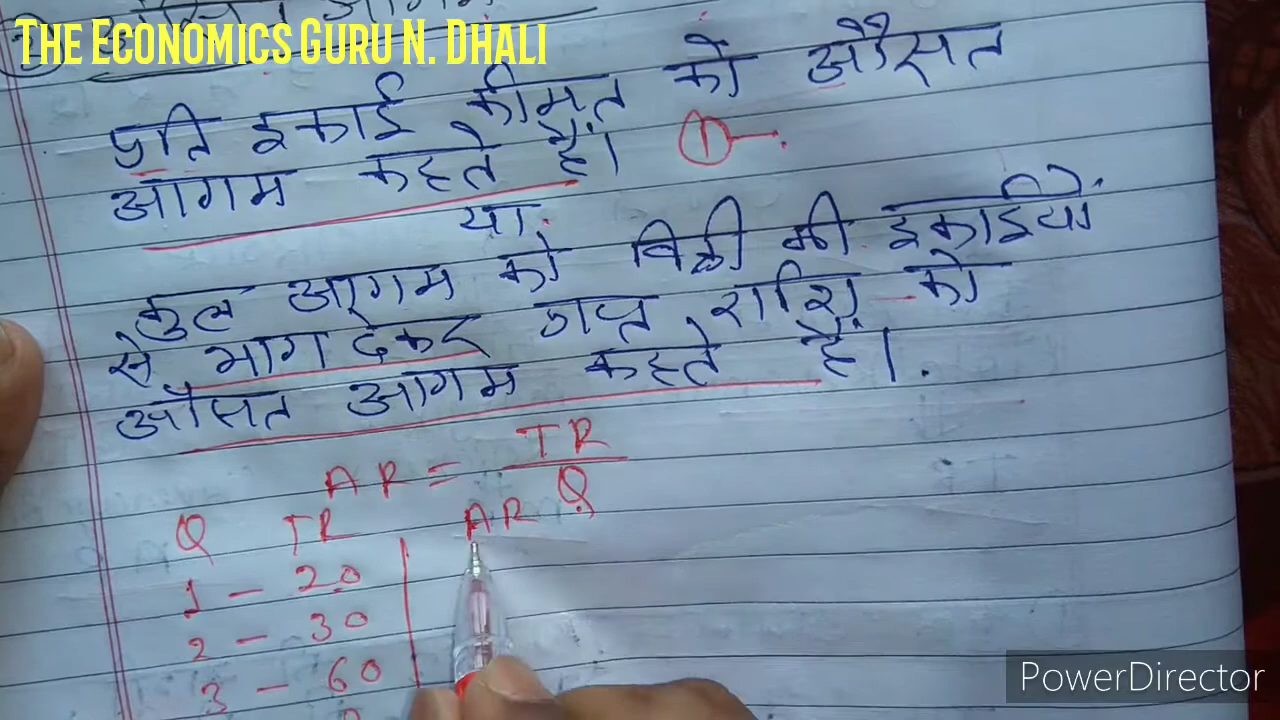 The Economics Guru N. Dhali
प्रति इकाई कीमत को औसत
आगम कहते हैं। ①
या
कुल आगम को बिक्री की इकाईयों
से भाग देकर प्राप्त राशि को
औसत आगम कहते हैं।
AR = TR / Q
Q TR AR
1 - 20
2 - 30
3 - 60
PowerDirector